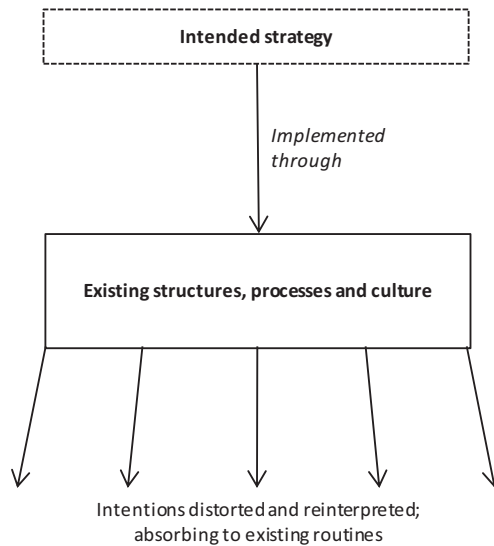 Intended strategy
Implemented
through
Existing structures, processes and culture
Intentions distorted and reinterpreted;
absorbing to existing routines